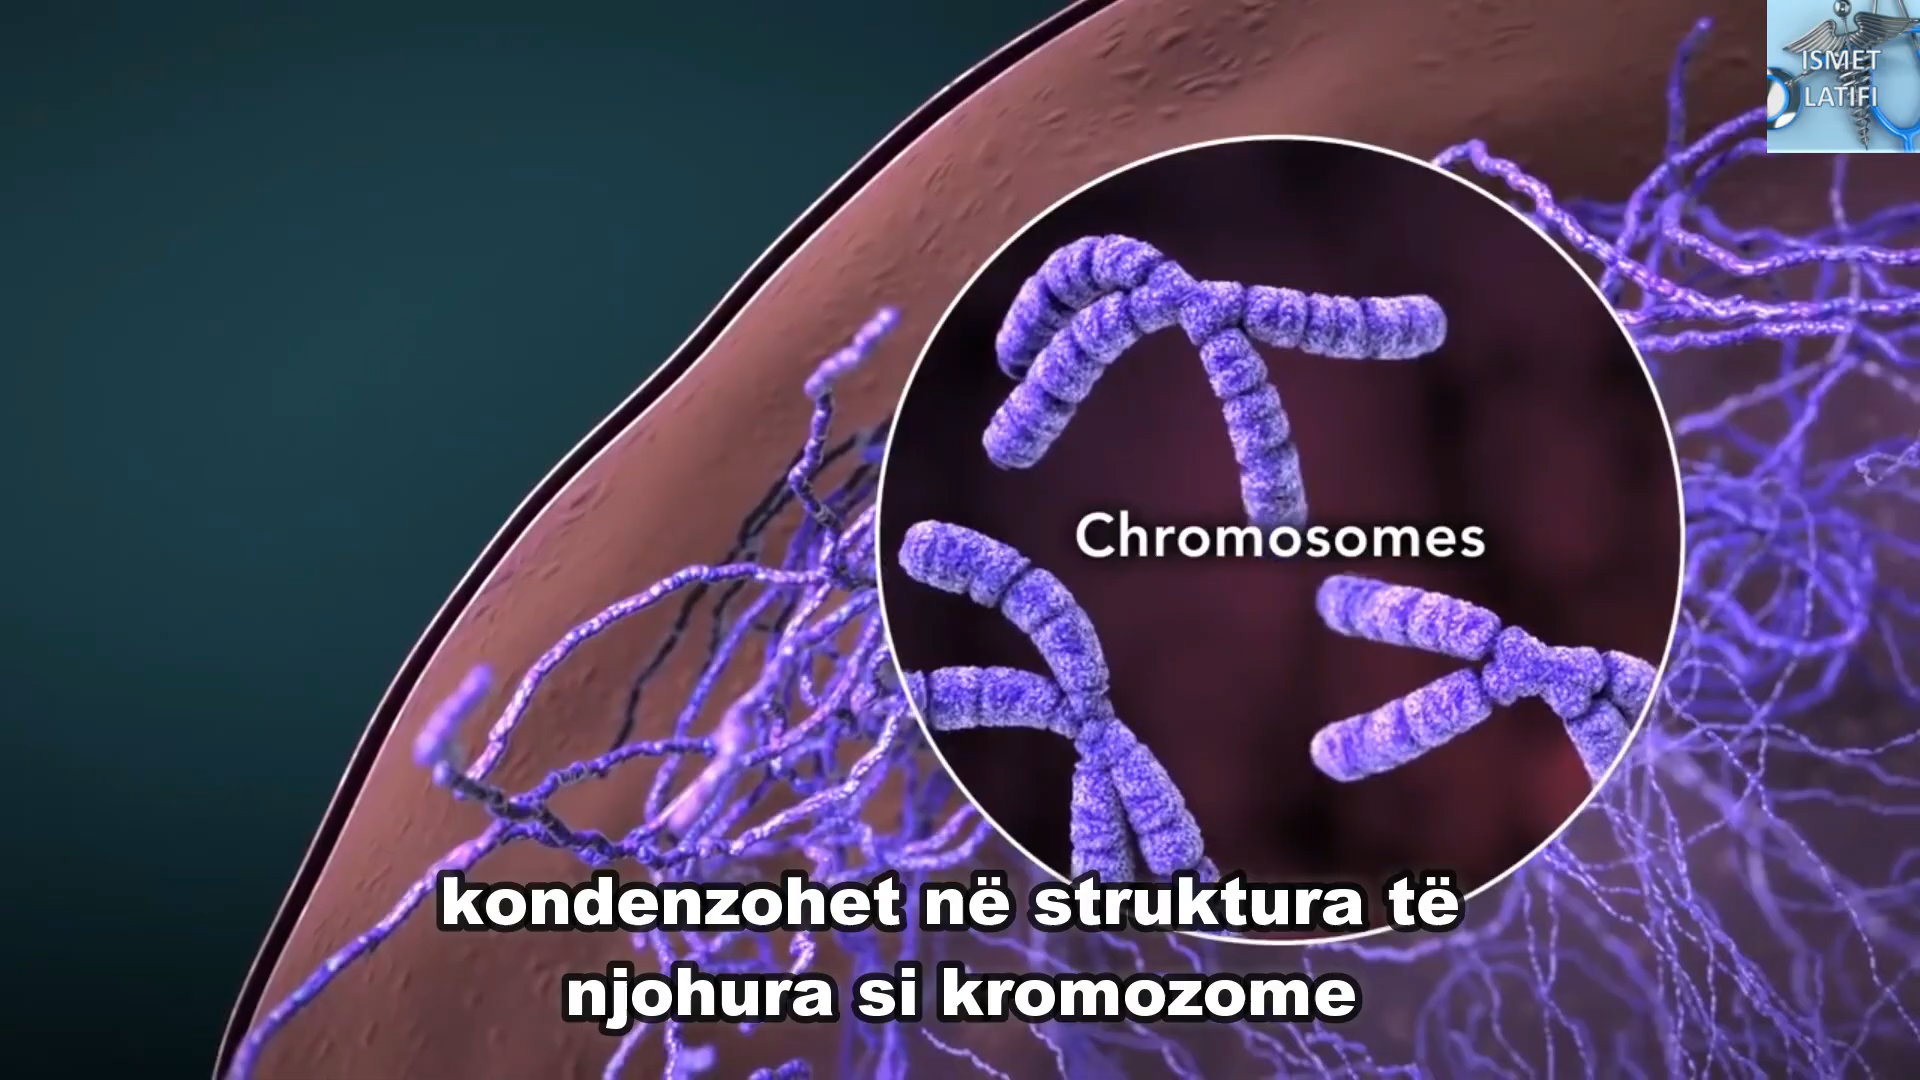 ISMET
LATIFI
Chromosomes
kondenzohet në struktura të
njohura si kromozome